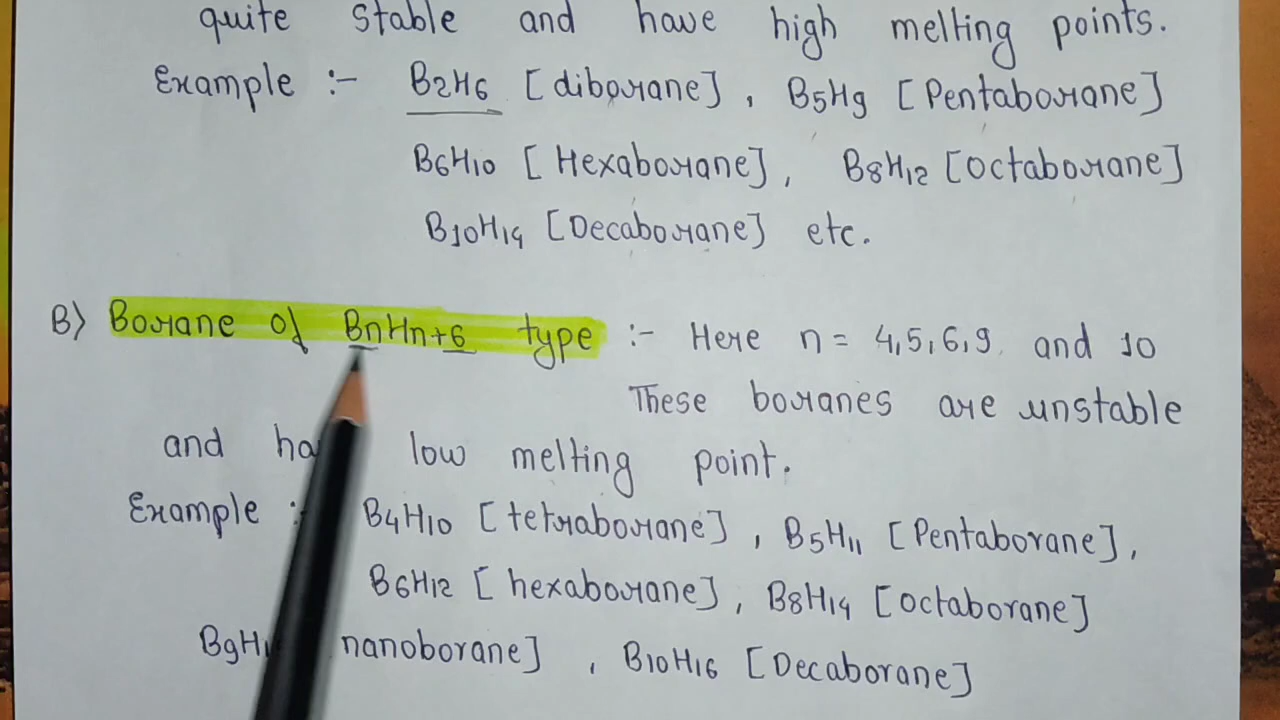 quite stable and have high melting points.
Example :- B2H6 [diborane], B5H9 [Pentaborane]
B6H10 [Hexaborane], B8H12 [Octaborane]
B10H14 [Decaborane] etc.
B) Borane of BnHn+6 type :- Here n = 4,5,6,9 and 10
These boranes are unstable
and low melting point.
Example : B4H10 [tetraborane], B5H11 [Pentaborane],
B6H12 [hexaborane], B8H14 [Octaborane]
nanoborane], B10H16 [Decaborane]